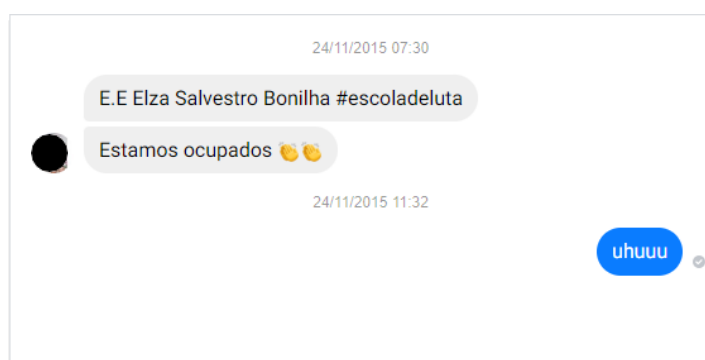 24/11/2015 07:30
E.E Elza Salvestro Bonilha #escoladeluta
Estamos ocupados 👏👏
24/11/2015 11:32
uhuuu